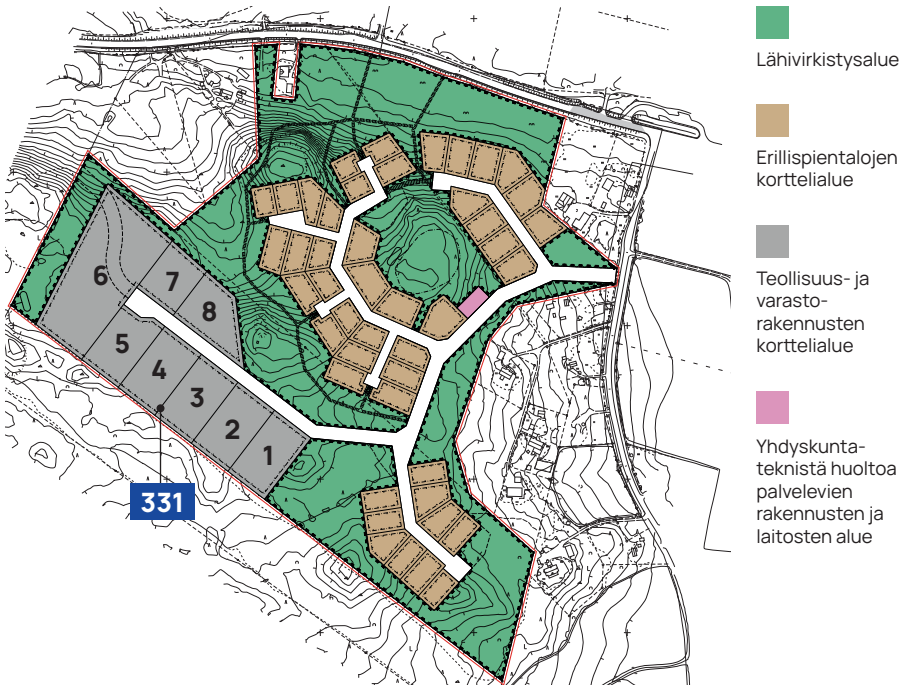 Lähivirkistysalue
Erillispientalojen
korttelialue
Teollisuus- ja
varasto-
rakennusten
korttelialue
Yhdyskunta-
teknistä huoltoa
palvelevien
rakennusten ja
laitosten alue
6
7
8
5
4
3
2
1
331